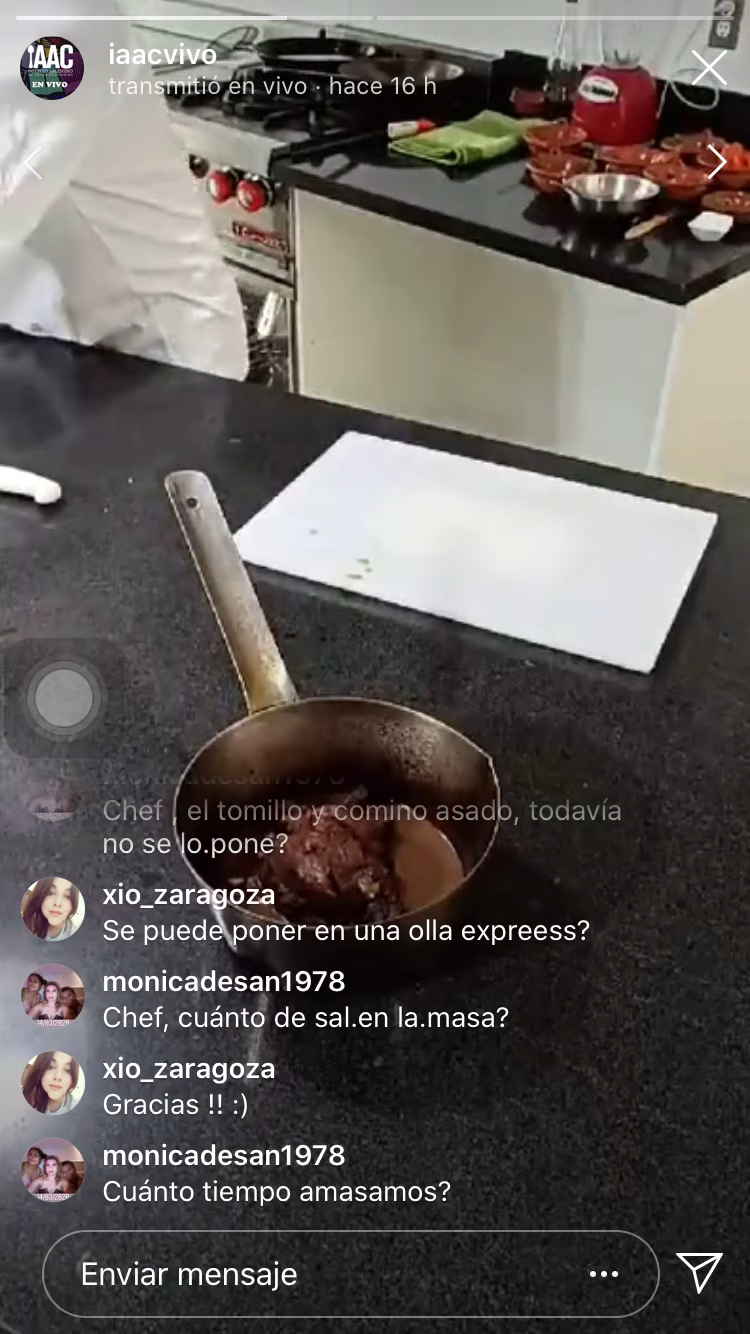 iaacvivo
transmitió en vivo · hace 16 h
iAAC
EN VIVO
monicadesan1978
Chef , el tomillo y comino asado, todavía
no se lo.pone?
xio_zaragoza
Se puede poner en una olla expreess?
monicadesan1978
Chef, cuánto de sal.en la.masa?
xio_zaragoza
Gracias !! :)
monicadesan1978
Cuánto tiempo amasamos?
Enviar mensaje